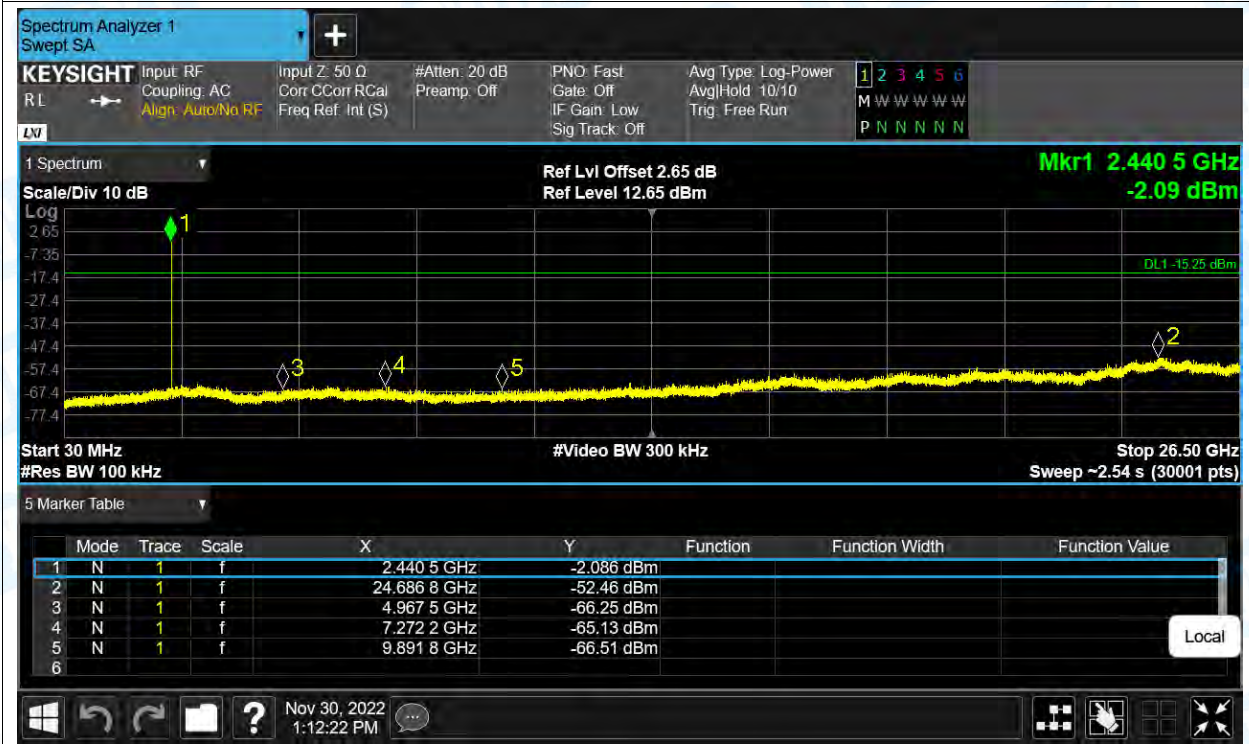 Spectrum Analyzer 1
Swept SA
+
KEYSIGHT Input: RF Input Z: 50 Ω #Atten: 20 dB PNO: Fast Avg Type: Log-Power 1 2 3 4 5 6
RL Coupling: AC Corr CCorr RCal Preamp: Off Gate: Off Avg|Hold: 10/10 M W W W W W
Align: Auto/No RF Freq Ref: Int (S) IF Gain: Low Trig: Free Run
LXI Sig Track: Off P N N N N N
1 Spectrum Ref Lvl Offset 2.65 dB Mkr1 2.440 5 GHz
Scale/Div 10 dB Ref Level 12.65 dBm -2.09 dBm
Log
2.65
1
-7.35
DL1 -15.25 dBm
-17.4
-27.4
-37.4
-47.4
2
-57.4
3 4 5
-67.4
-77.4
Start 30 MHz #Video BW 300 kHz Stop 26.50 GHz
#Res BW 100 kHz Sweep ~2.54 s (30001 pts)
5 Marker Table
Mode Trace Scale X Y Function Function Width Function Value
1 N 1 f 2.440 5 GHz -2.086 dBm
2 N 1 f 24.686 8 GHz -52.46 dBm
3 N 1 f 4.967 5 GHz -66.25 dBm
4 N 1 f 7.272 2 GHz -65.13 dBm
5 N 1 f 9.891 8 GHz -66.51 dBm
6
Local
? Nov 30, 2022
1:12:22 PM